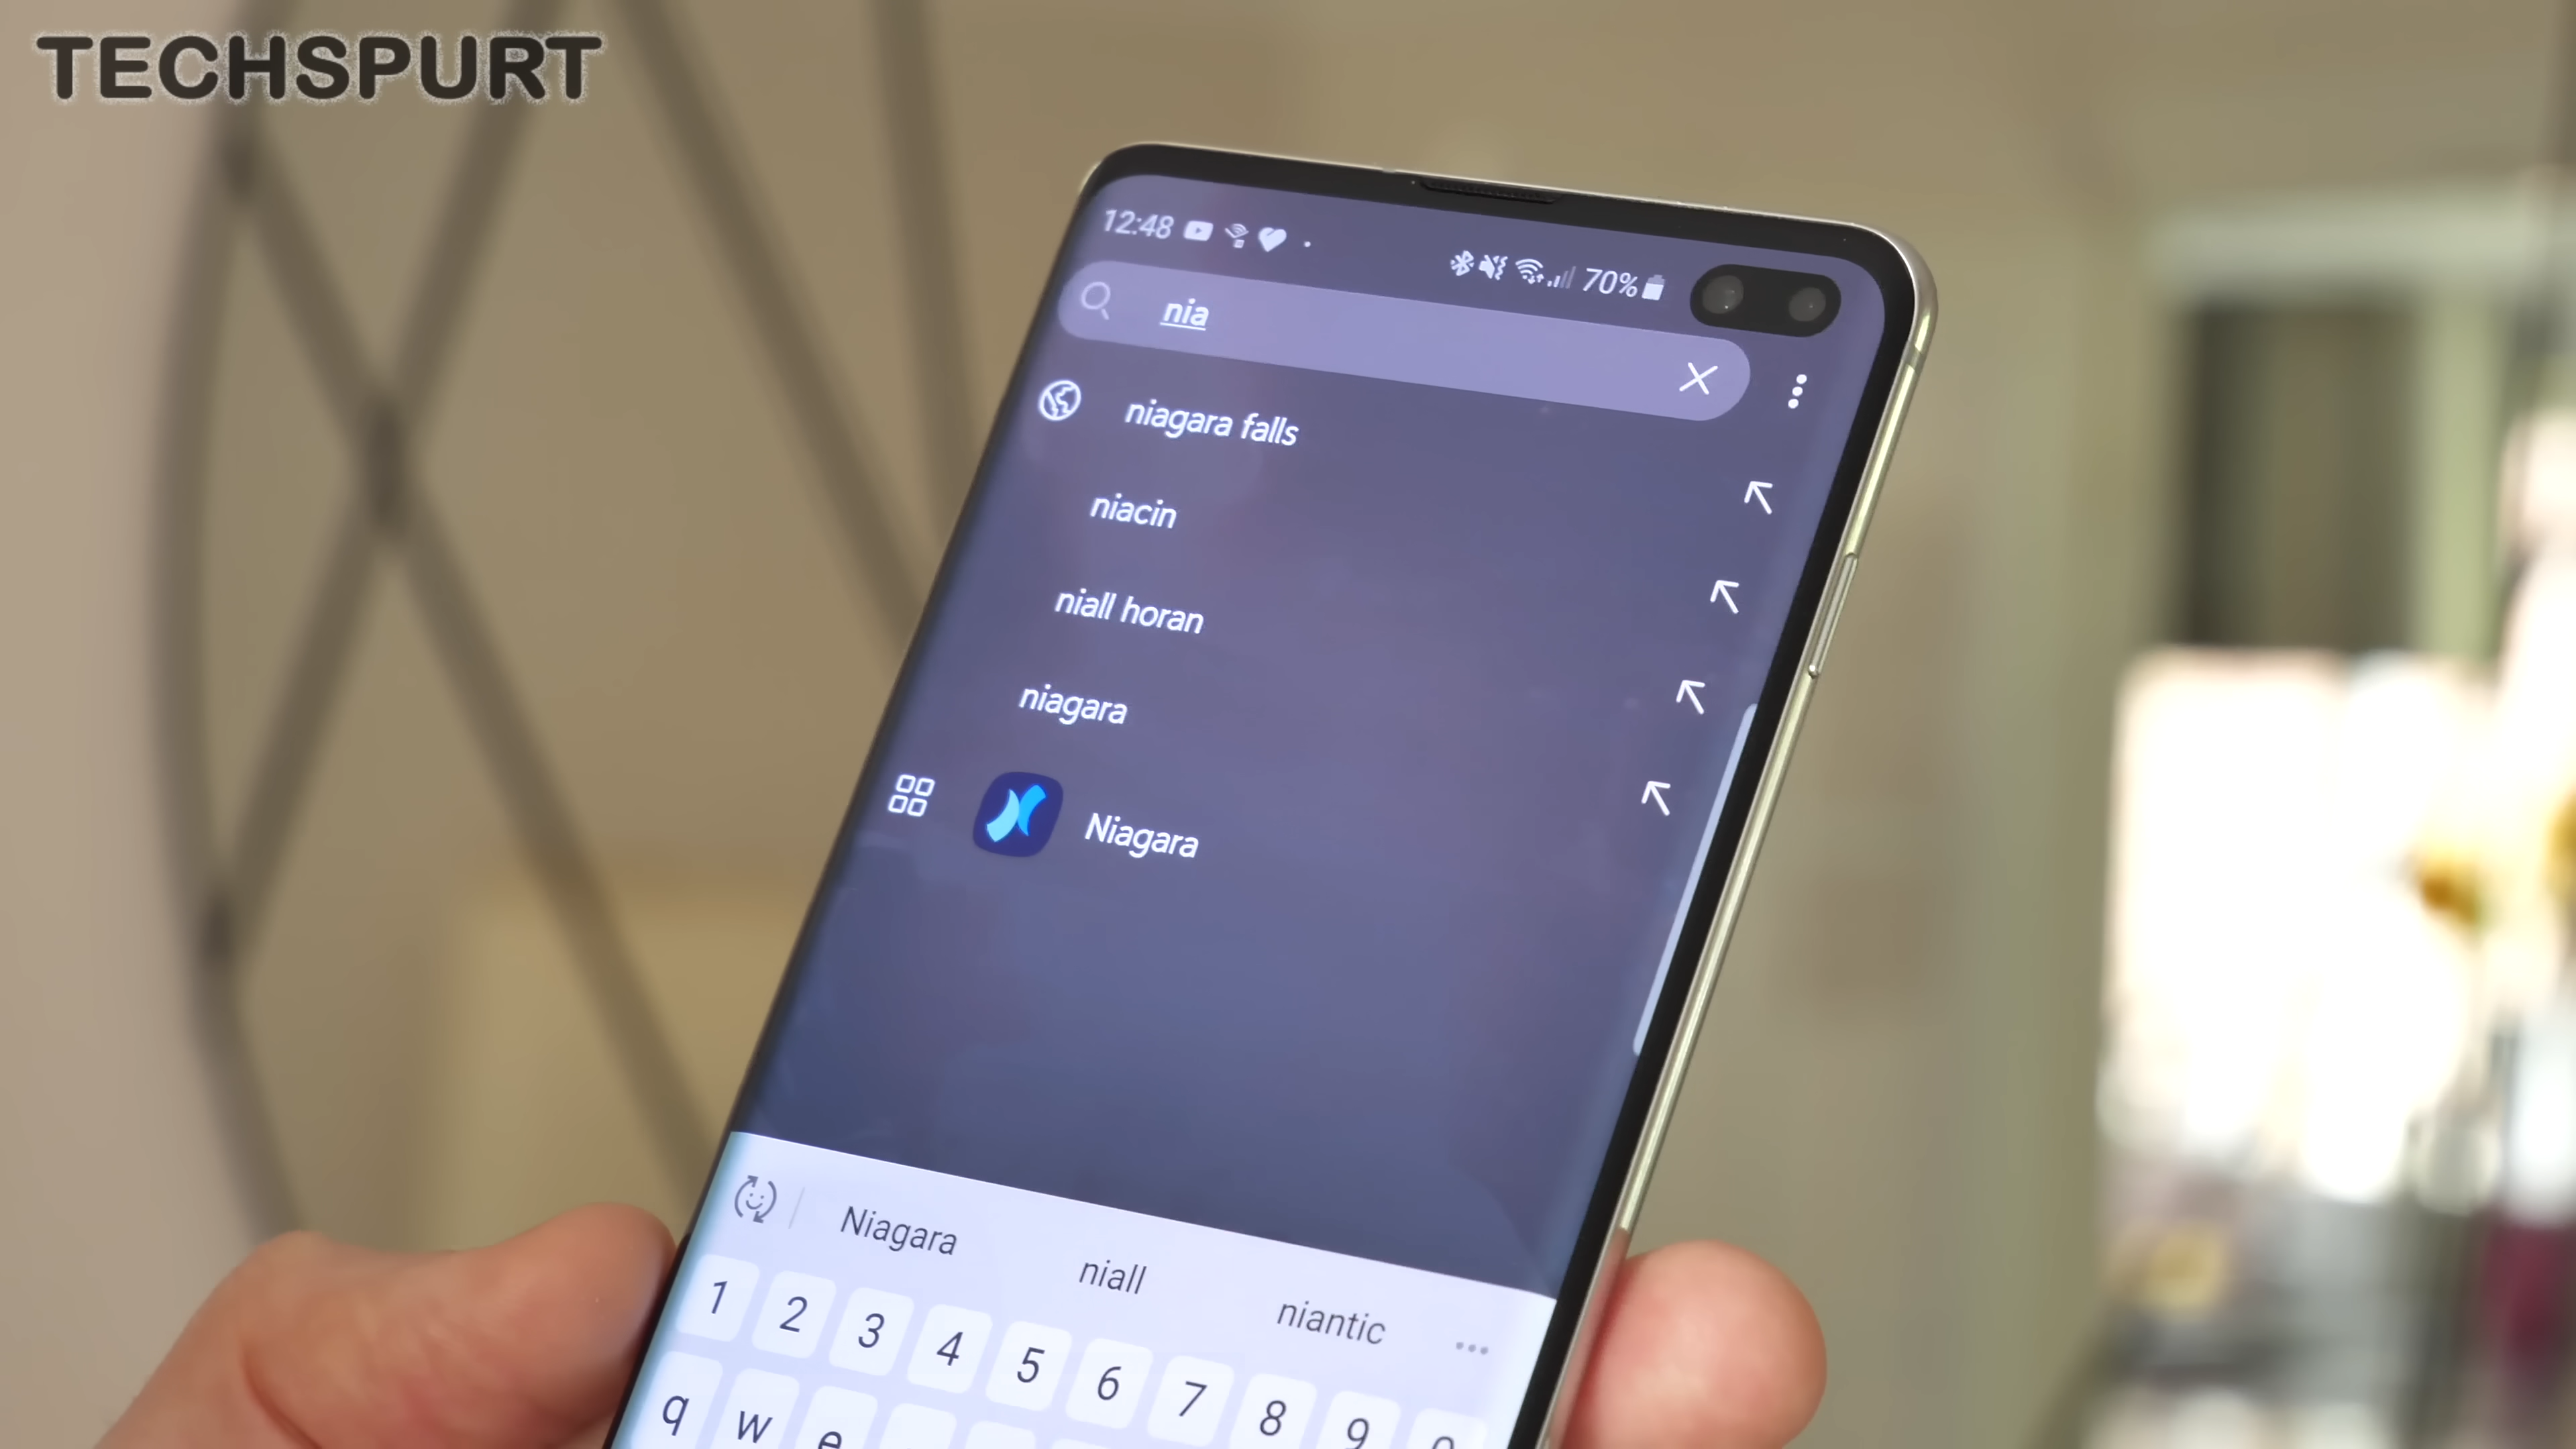 TECHSPURT
12:48
70%
nia
niagara falls
niacin
niall horan
niagara
Niagara
Niagara niall niantic
1 2 3 4 5 6 7 8 9 0
q w e